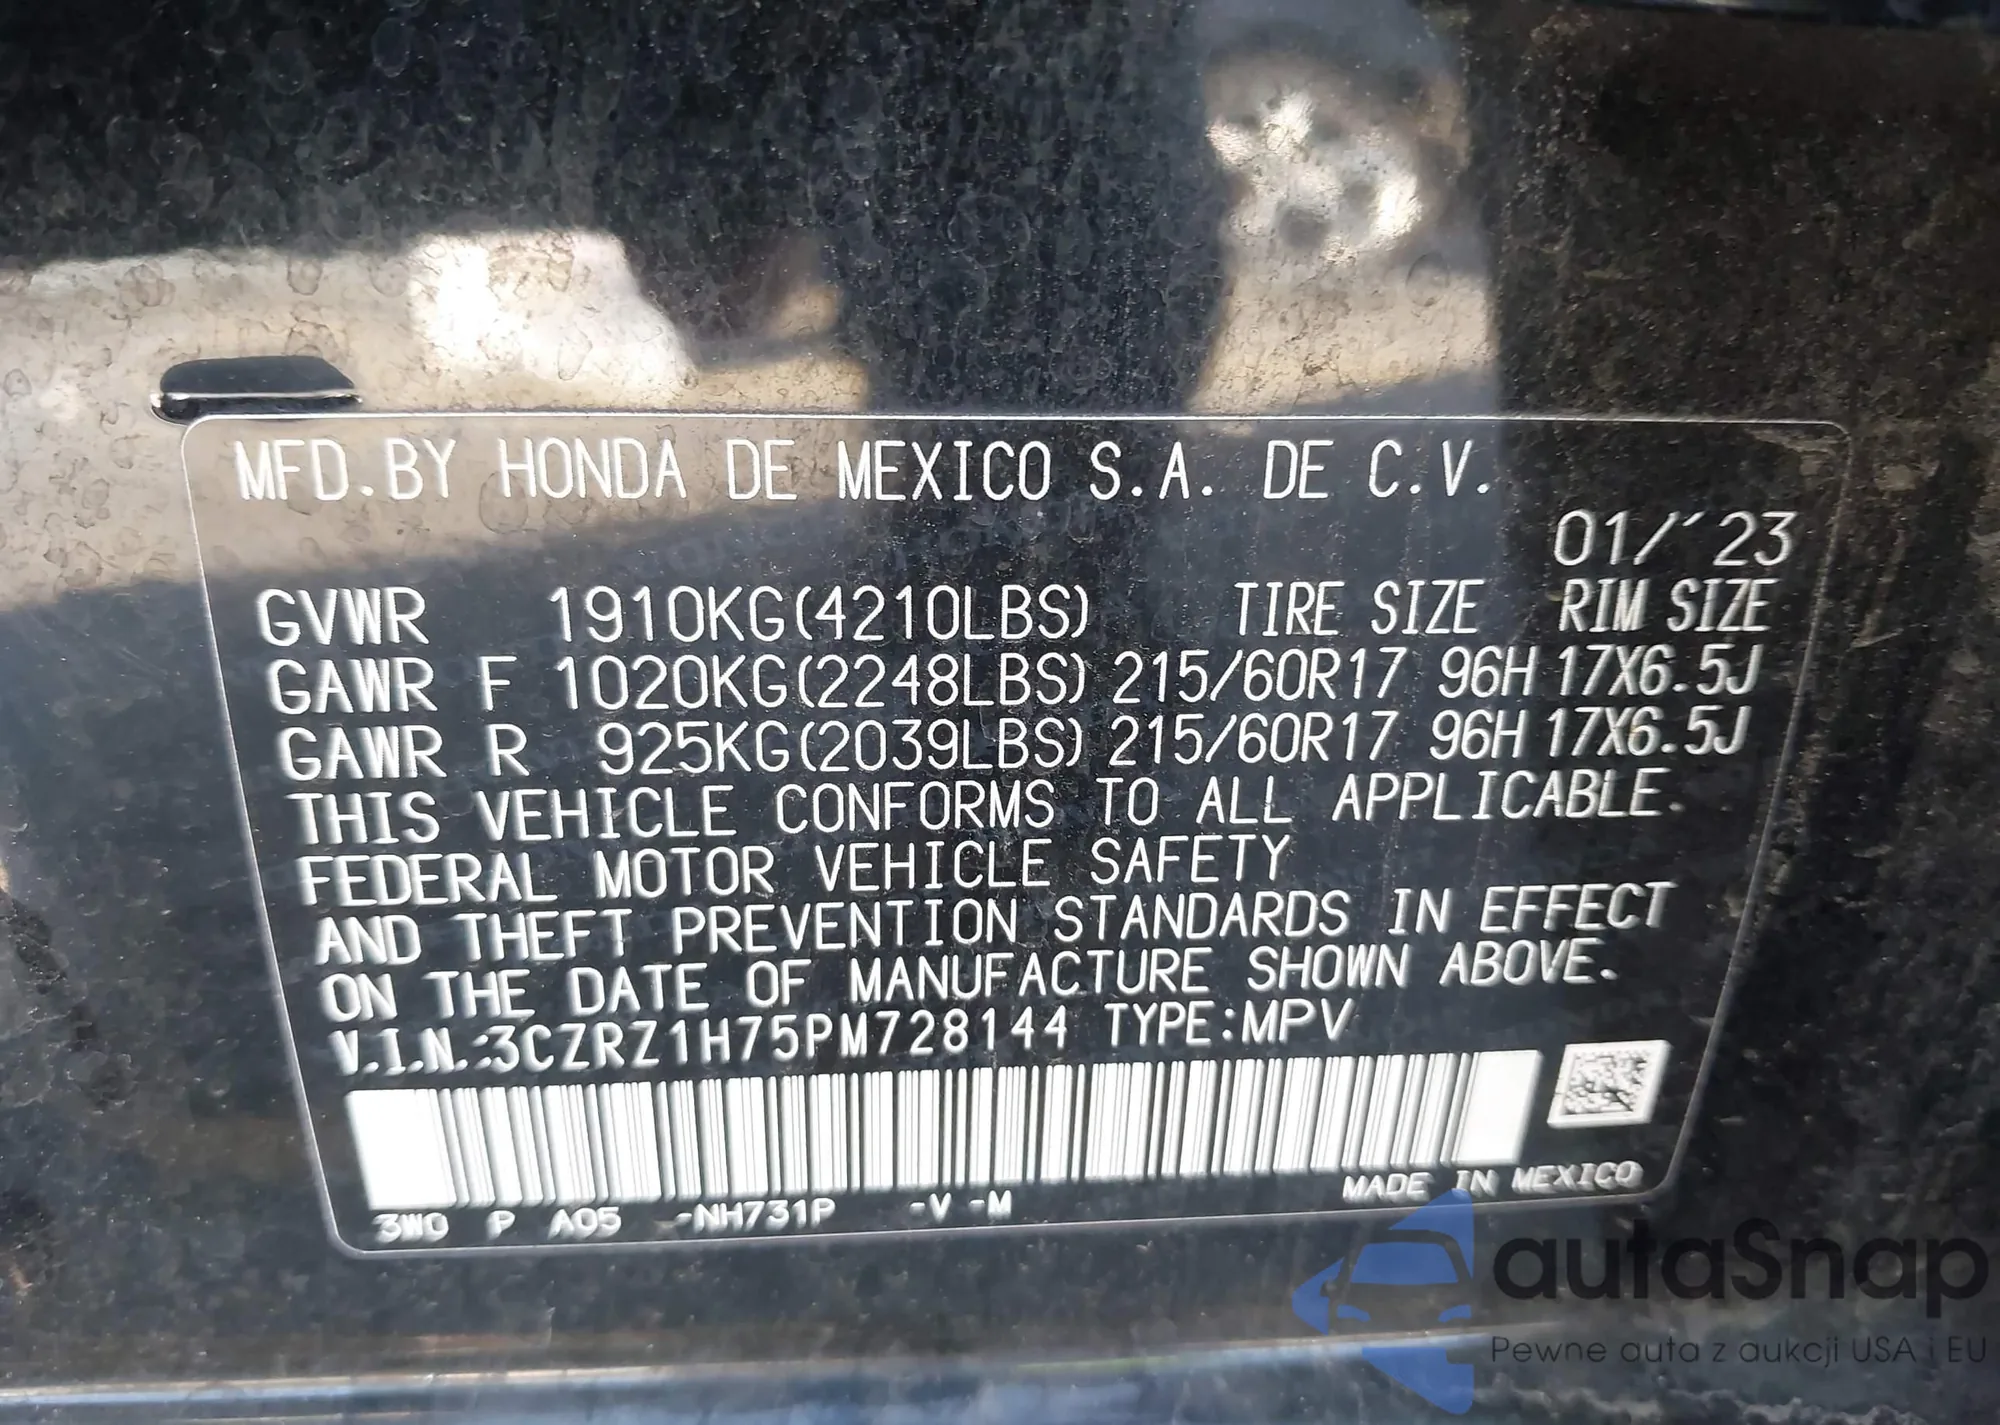 MFD.BY HONDA DE MEXICO S.A. DE C.V.
01/'23
GVWR 1910KG(4210LBS) TIRE SIZE RIM SIZE
GAWR F 1020KG(2248LBS) 215/60R17 96H 17X6.5J
GAWR R 925KG(2039LBS) 215/60R17 96H 17X6.5J
THIS VEHICLE CONFORMS TO ALL APPLICABLE.
FEDERAL MOTOR VEHICLE SAFETY
AND THEFT PREVENTION STANDARDS IN EFFECT
ON THE DATE OF MANUFACTURE SHOWN ABOVE.
V.I.N.:3CZRZ1H75PM728144 TYPE:MPV
MADE IN MEXICO
3W0 P A05 -NH731P -V -M
autaSnap
Pewne auta z aukcji USA i EU